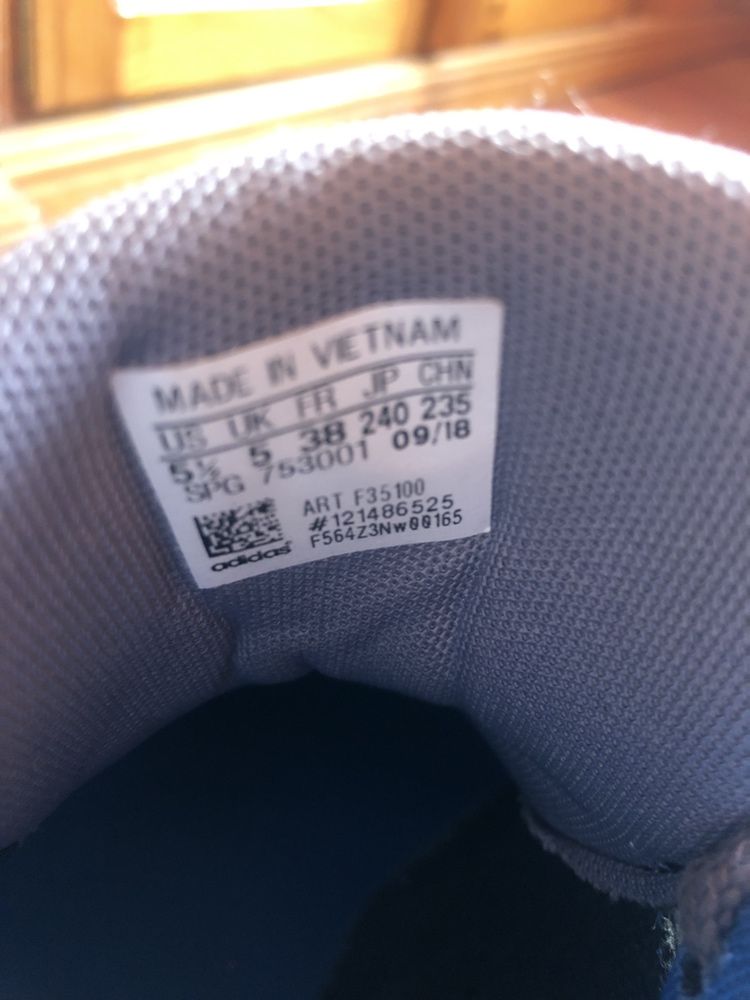 MADE IN VIETNAM
US UK FR JP CHN
5½ 5 38 240 235
SPG 753001 09/18
ART F35100
#121486525
F564Z3Nw00165
adidas